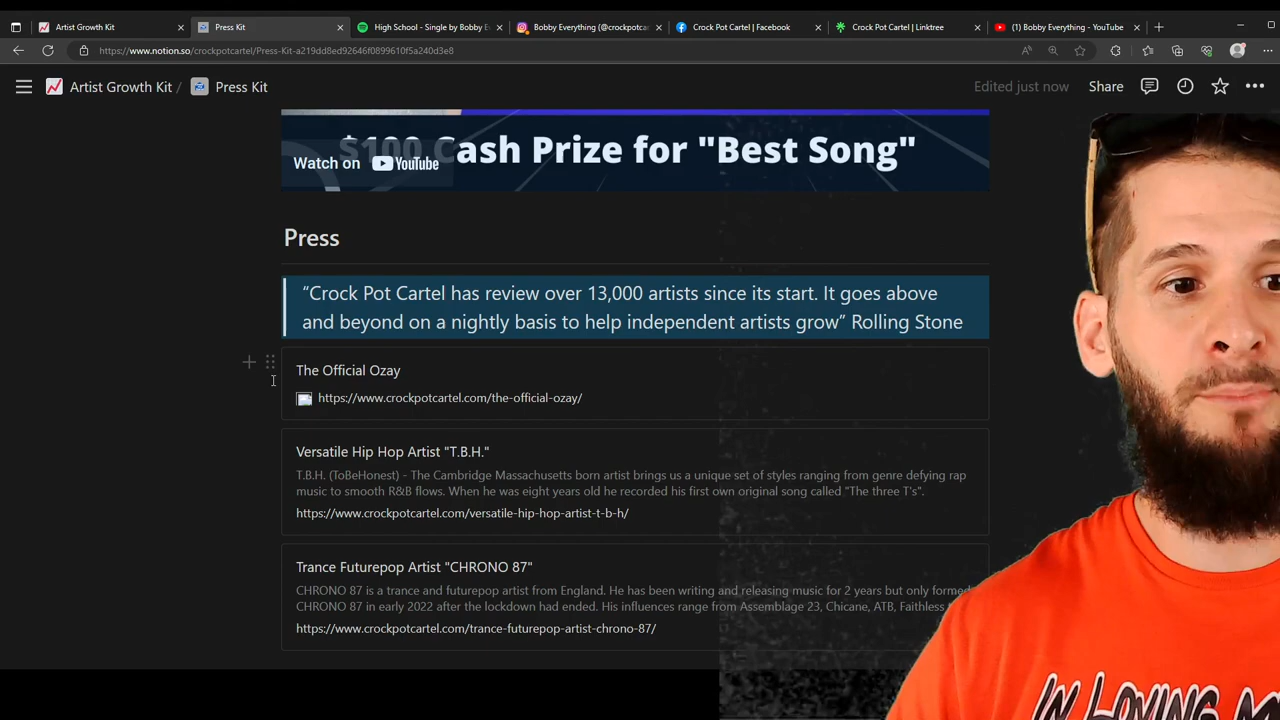 Artist Growth Kit
Press Kit
High School - Single by Bobby Ev
Bobby Everything (@crockpotcar
Crock Pot Cartel | Facebook
Crock Pot Cartel | Linktree
(1) Bobby Everything - YouTube
https://www.notion.so/crockpotcartel/Press-Kit-a219dd8ed92646f0899610f5a240d3e8
Artist Growth Kit / Press Kit
Edited just now
Share
$100 Cash Prize for "Best Song"
Watch on YouTube
Press
“Crock Pot Cartel has review over 13,000 artists since its start. It goes above
and beyond on a nightly basis to help independent artists grow” Rolling Stone
The Official Ozay
https://www.crockpotcartel.com/the-official-ozay/
Versatile Hip Hop Artist "T.B.H."
T.B.H. (ToBeHonest) - The Cambridge Massachusetts born artist brings us a unique set of styles ranging from genre defying rap
music to smooth R&B flows. When he was eight years old he recorded his first own original song called "The three T's".
https://www.crockpotcartel.com/versatile-hip-hop-artist-t-b-h/
Trance Futurepop Artist "CHRONO 87"
CHRONO 87 is a trance and futurepop artist from England. He has been writing and releasing music for 2 years but only formed
CHRONO 87 in early 2022 after the lockdown had ended. His influences range from Assemblage 23, Chicane, ATB, Faithless
https://www.crockpotcartel.com/trance-futurepop-artist-chrono-87/
IN LOVING